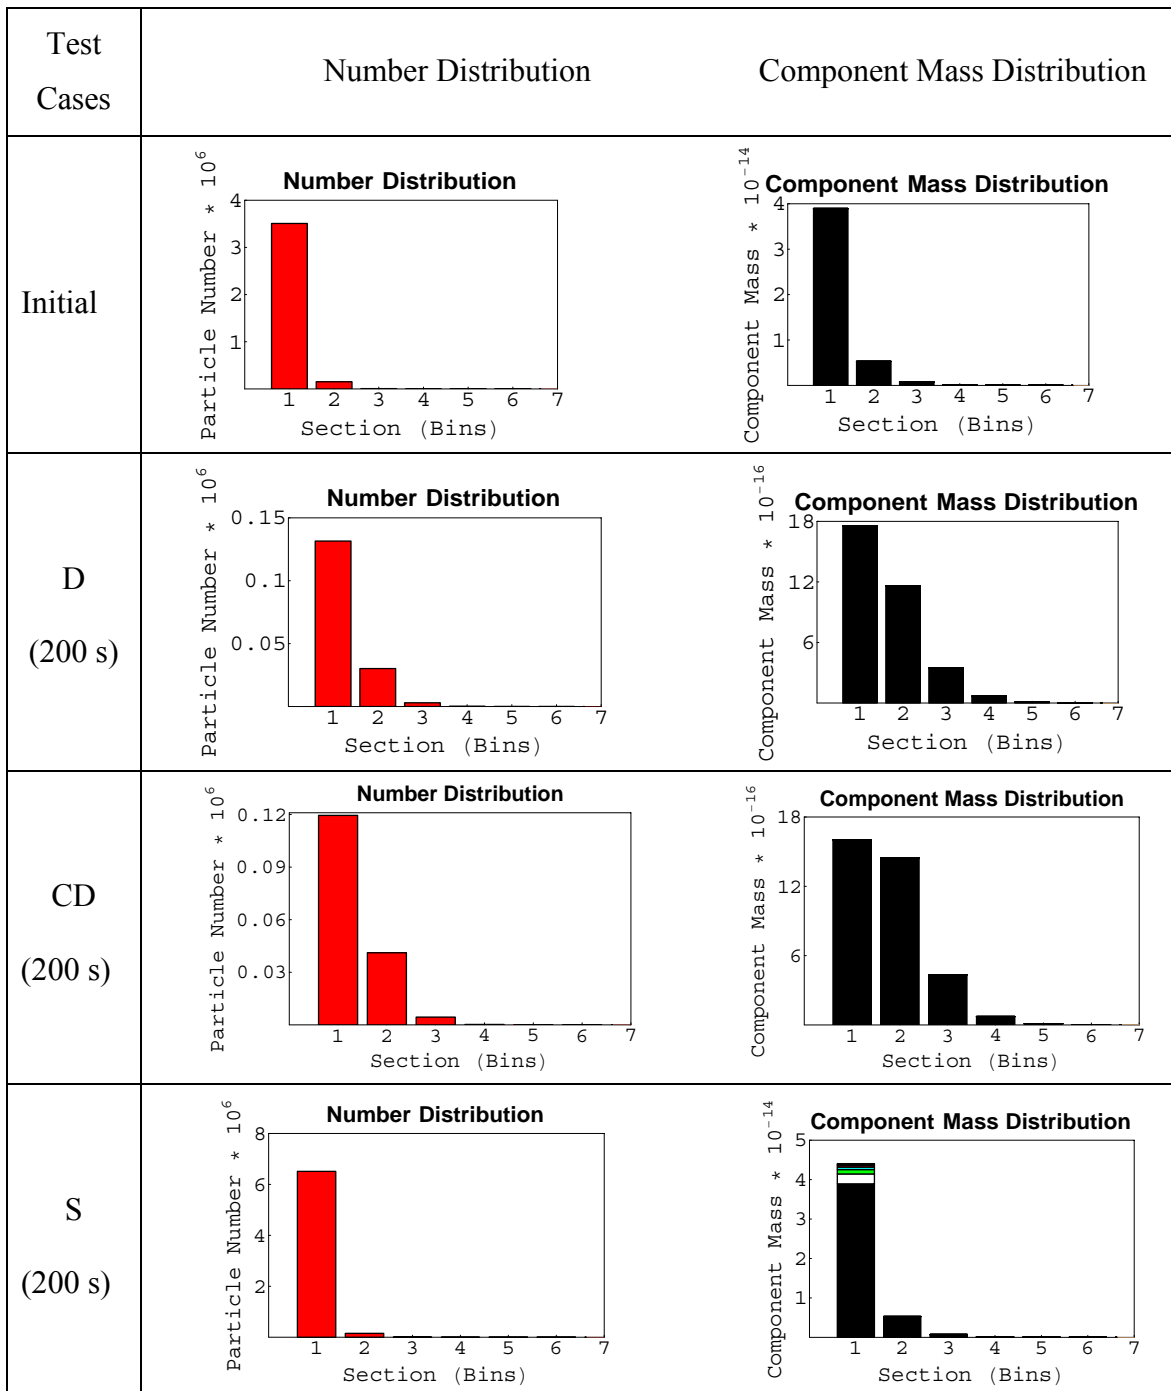 Test
Cases
Number Distribution
Component Mass Distribution
Initial
Number Distribution
Particle Number * 10^6
4
3
2
1
1 2 3 4 5 6 7
Section (Bins)
Component Mass Distribution
Component Mass * 10^-14
4
3
2
1
1 2 3 4 5 6 7
Section (Bins)
D
(200 s)
Number Distribution
Particle Number * 10^6
0.15
0.1
0.05
1 2 3 4 5 6 7
Section (Bins)
Component Mass Distribution
Component Mass * 10^-16
18
12
6
1 2 3 4 5 6 7
Section (Bins)
CD
(200 s)
Number Distribution
Particle Number * 10^6
0.12
0.09
0.06
0.03
1 2 3 4 5 6 7
Section (Bins)
Component Mass Distribution
Component Mass * 10^-16
18
12
6
1 2 3 4 5 6 7
Section (Bins)
S
(200 s)
Number Distribution
Particle Number * 10^6
8
6
4
2
1 2 3 4 5 6 7
Section (Bins)
Component Mass Distribution
Component Mass * 10^-14
5
4
3
2
1
1 2 3 4 5 6 7
Section (Bins)